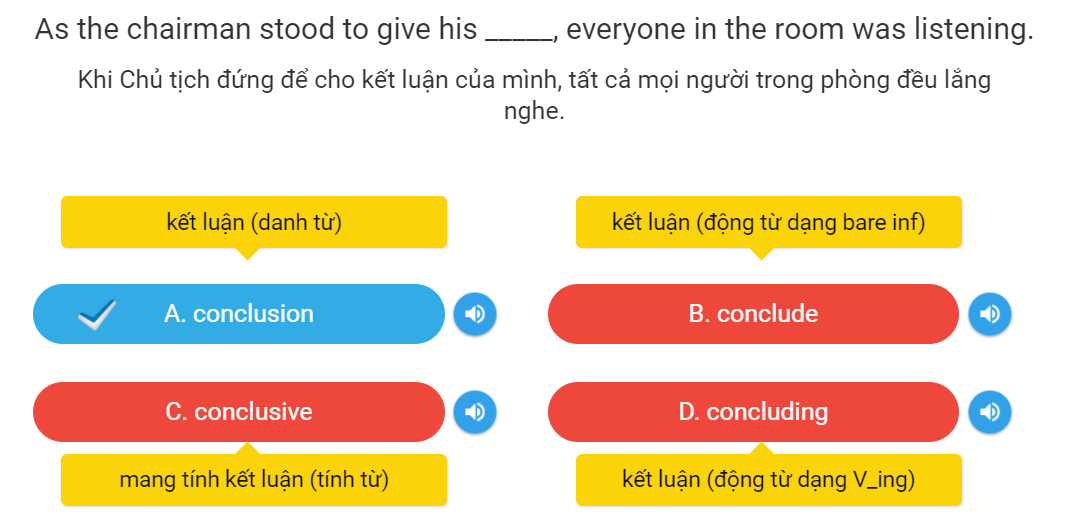 As the chairman stood to give his _____, everyone in the room was listening.
Khi Chủ tịch đứng để cho kết luận của mình, tất cả mọi người trong phòng đều lắng
nghe.
kết luận (danh từ)
kết luận (động từ dạng bare inf)
A. conclusion
B. conclude
C. conclusive
D. concluding
mang tính kết luận (tính từ)
kết luận (động từ dạng V_ing)